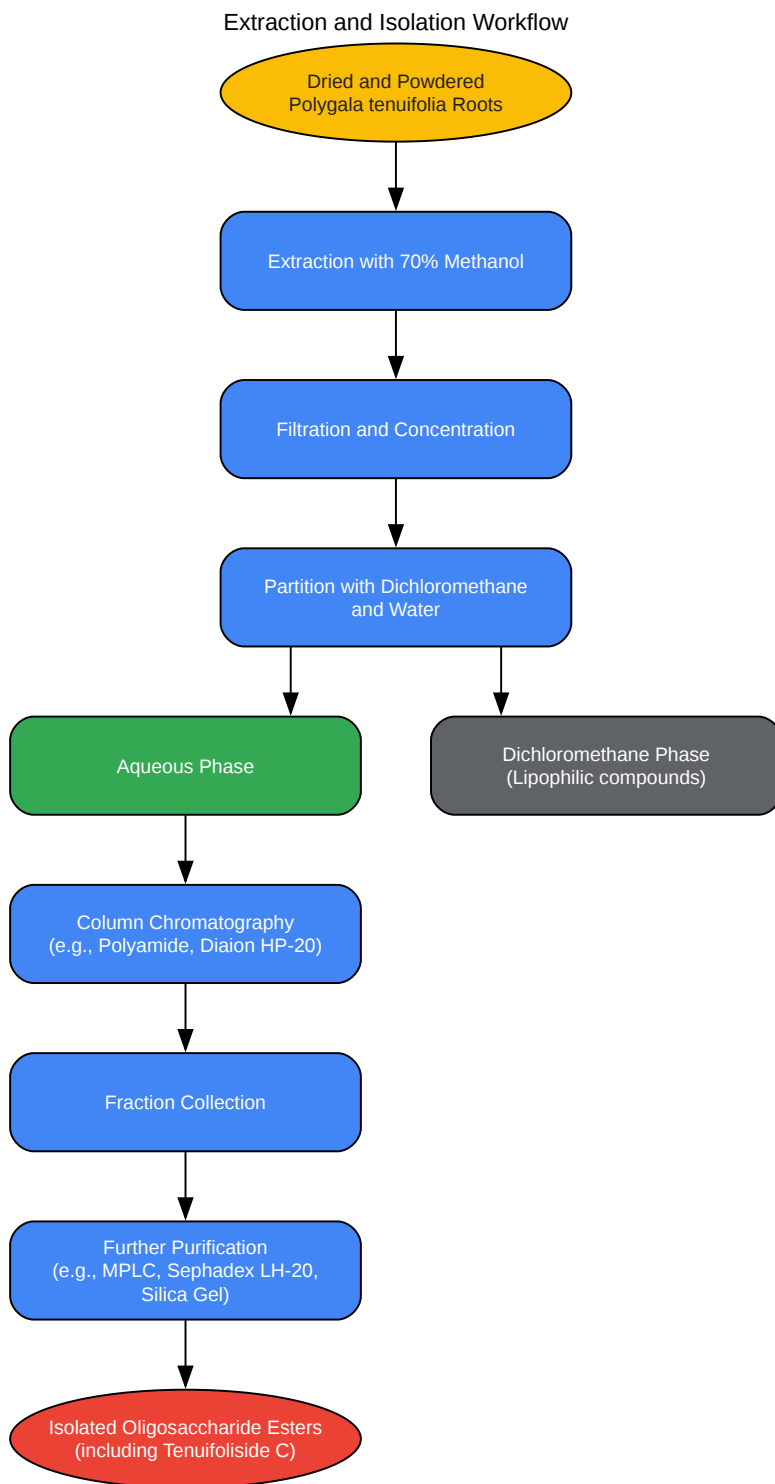 Extraction and Isolation Workflow
Dried and Powdered
Polygala tenuifolia Roots
Extraction with 70% Methanol
Filtration and Concentration
Partition with Dichloromethane
and Water
Aqueous Phase
Dichloromethane Phase
(Lipophilic compounds)
Column Chromatography
(e.g., Polyamide, Diaion HP-20)
Fraction Collection
Further Purification
(e.g., MPLC, Sephadex LH-20,
Silica Gel)
Isolated Oligosaccharide Esters
(including Tenuifoliside C)